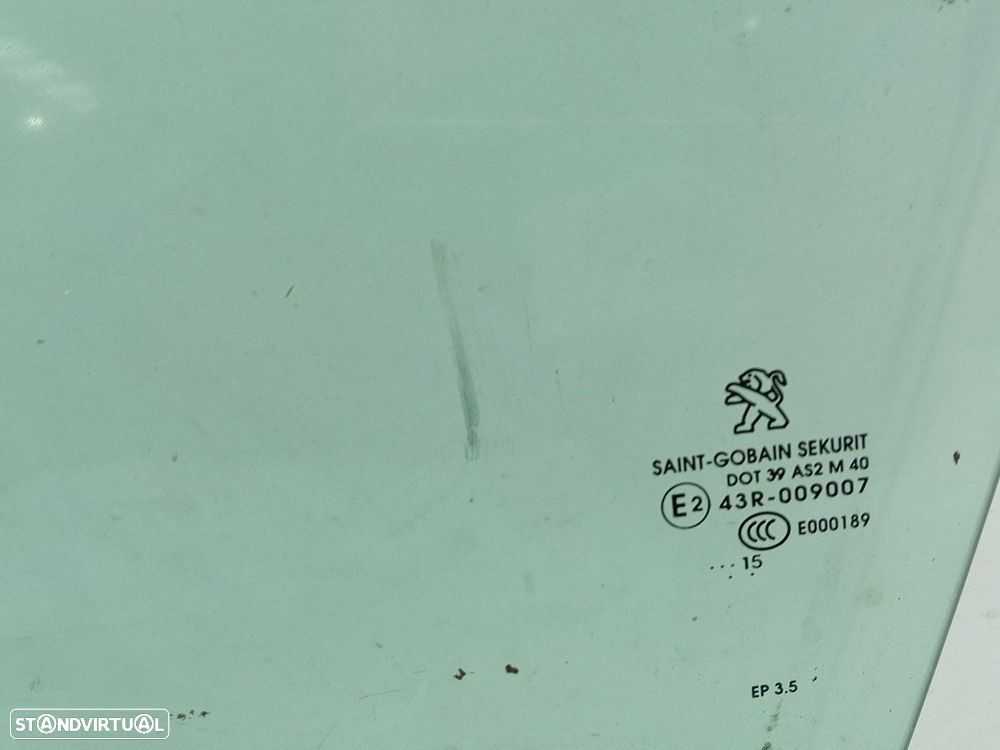 SAINT-GOBAIN SEKURIT
DOT 39 AS2 M 40
E2 43R-009007
CCC E000189
...15
EP 3.5
STANDVIRTUAL